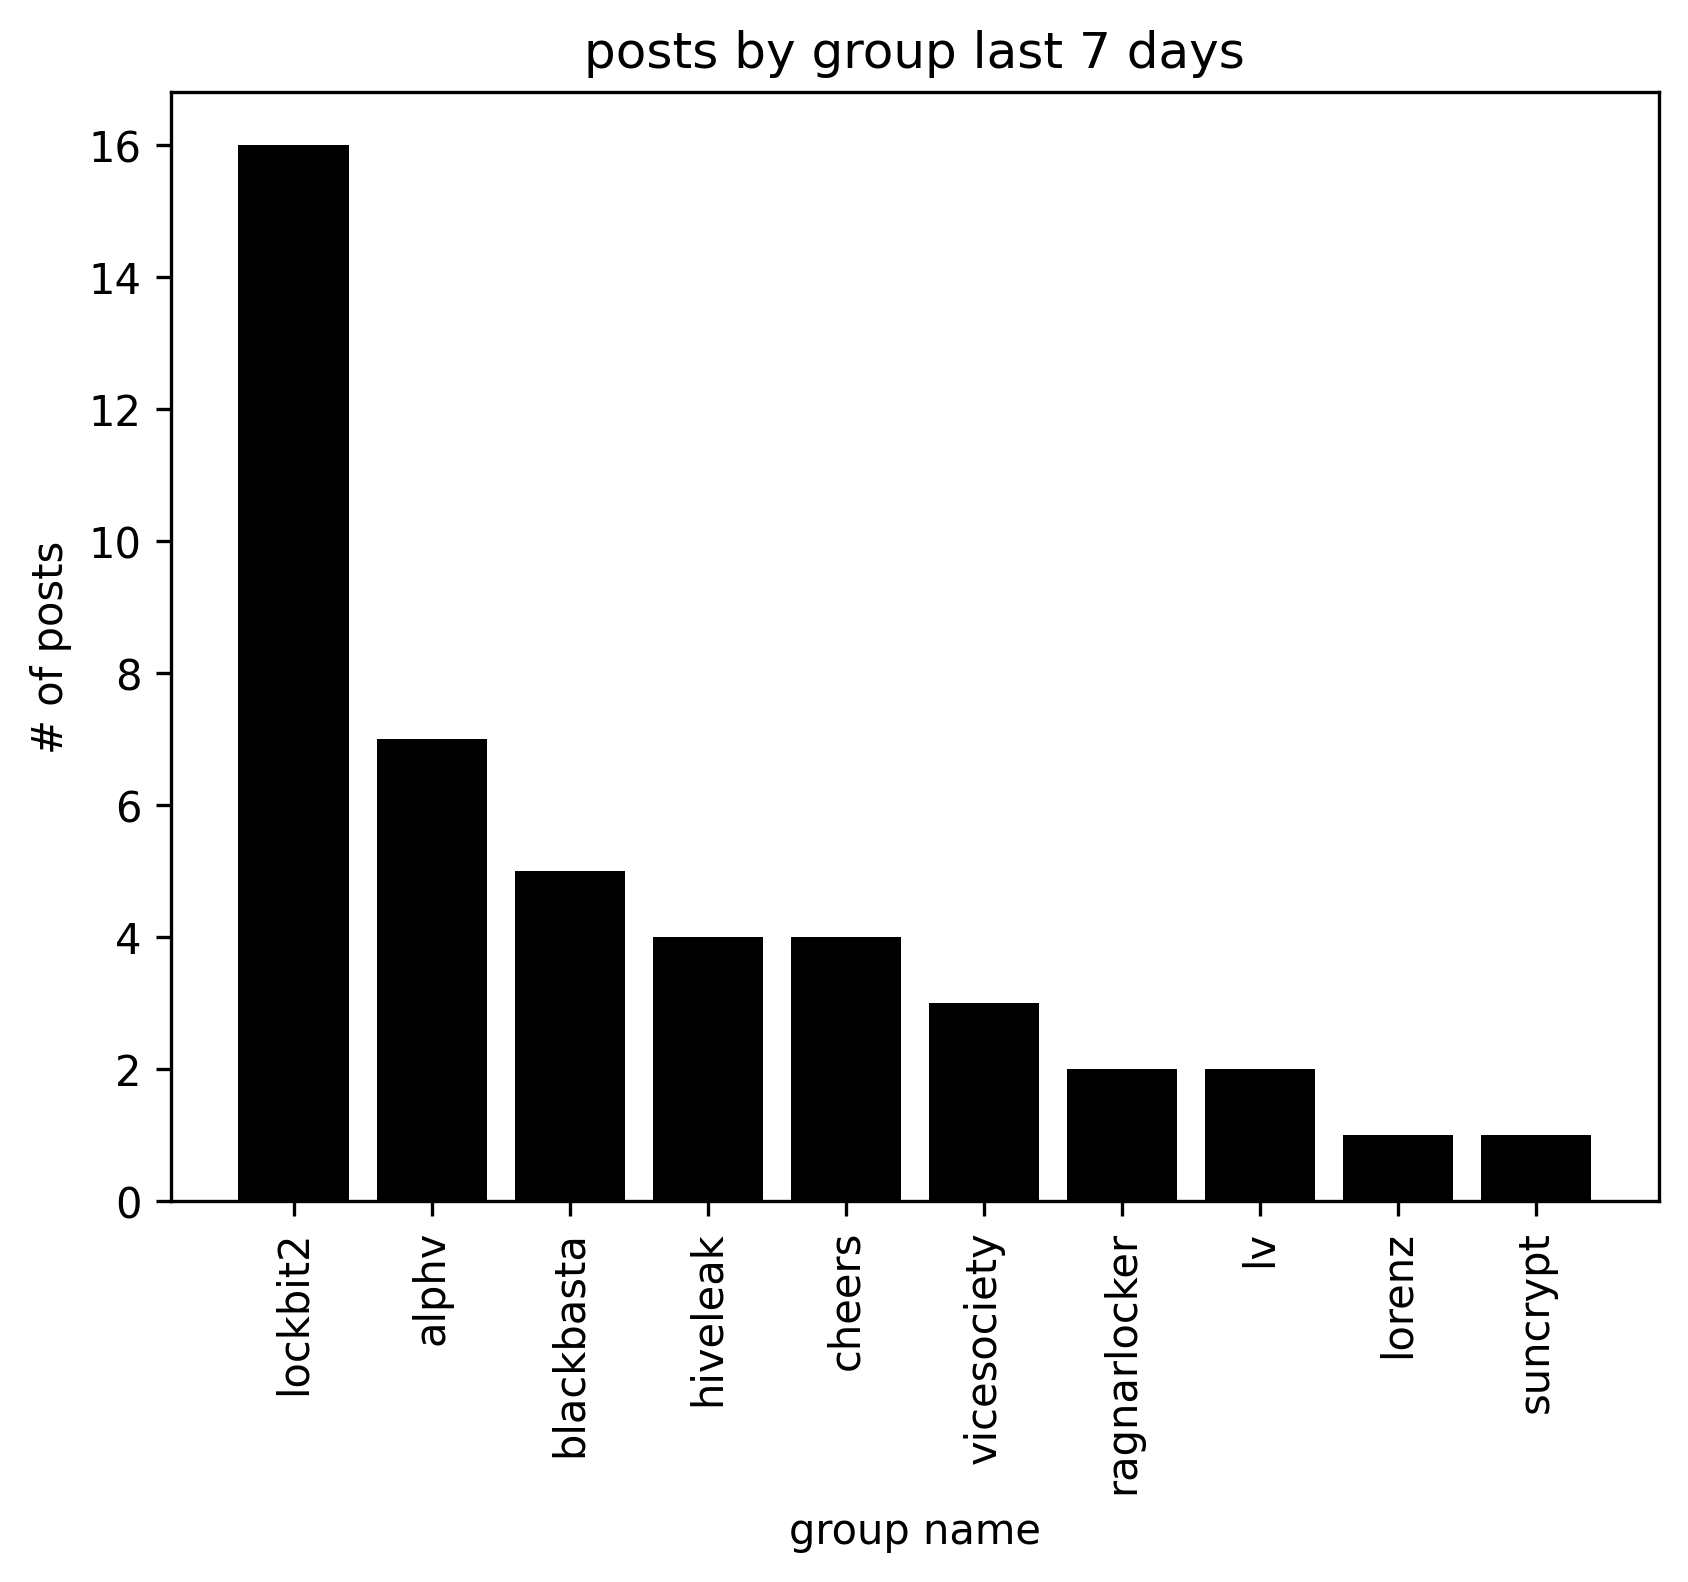 posts by group last 7 days
16
14
12
10
8
6
4
2
0
# of posts
lockbit2
alphv
blackbasta
hiveleak
cheers
vicesociety
ragnarlocker
lv
lorenz
suncrypt
group name